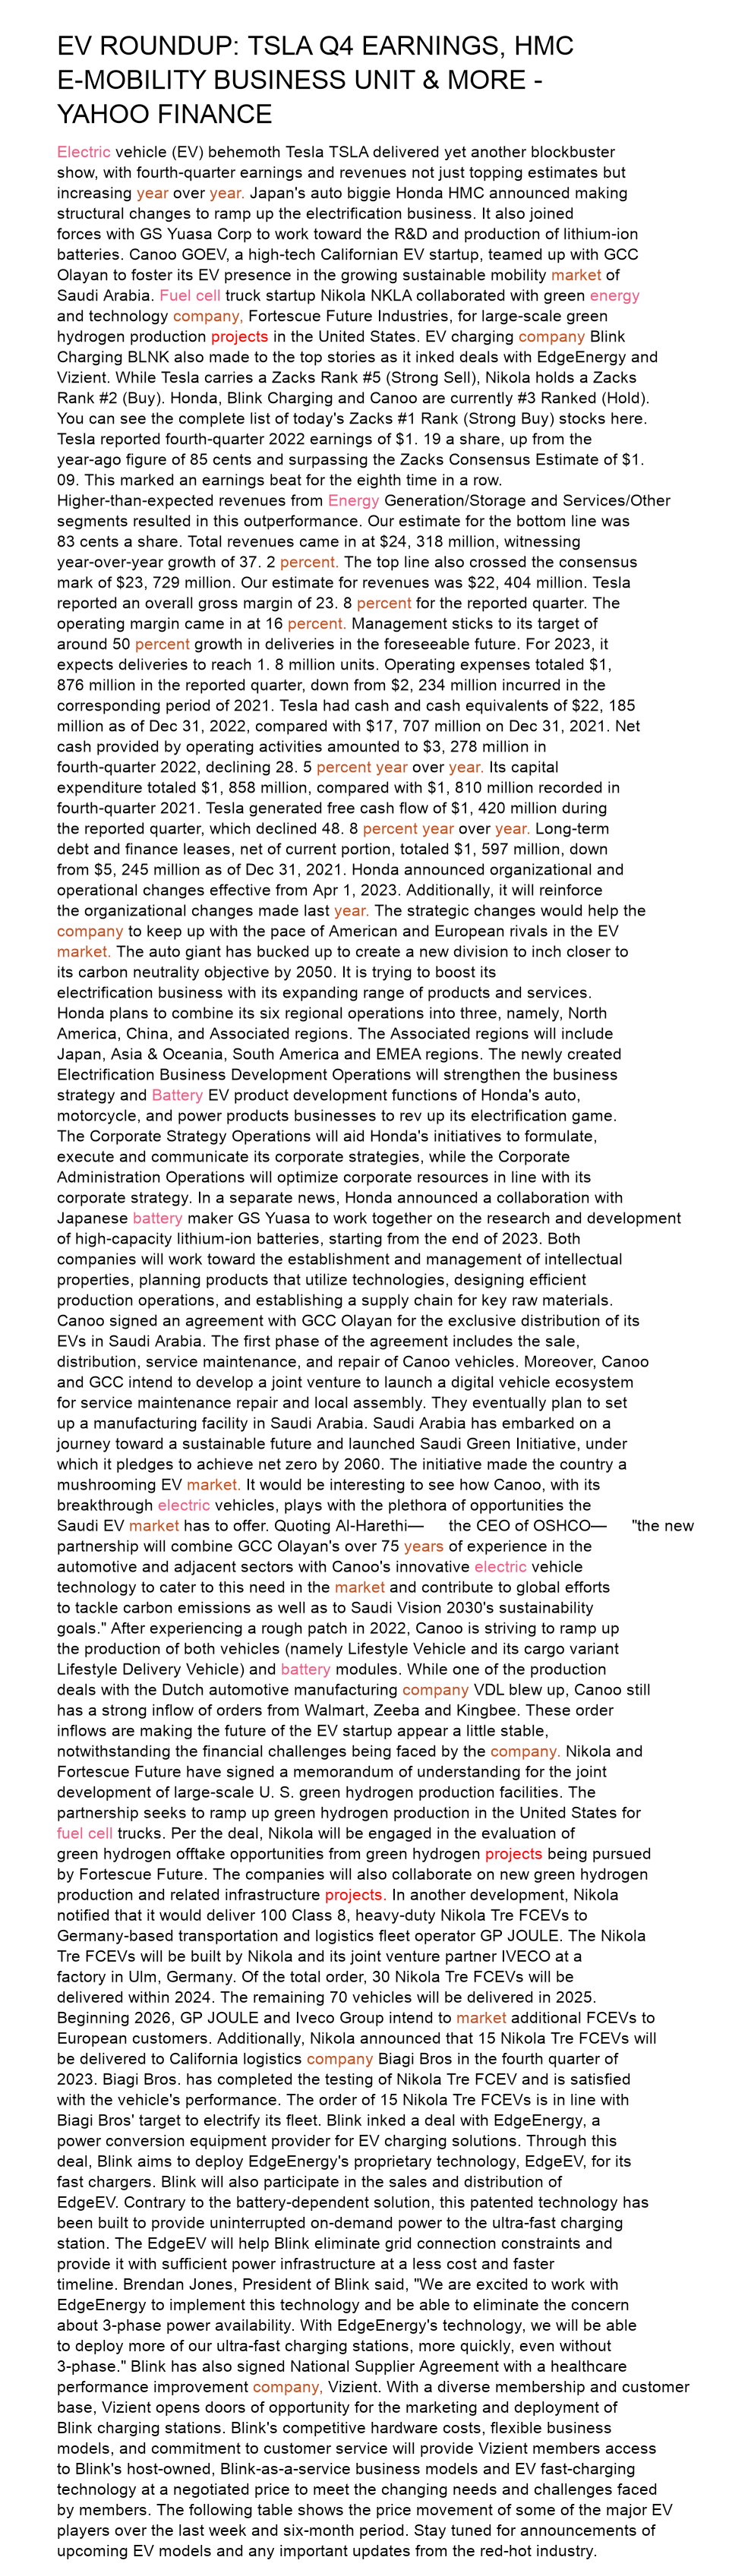 EV ROUNDUP: TSLA Q4 EARNINGS, HMC
E-MOBILITY BUSINESS UNIT & MORE -
YAHOO FINANCE
Electric vehicle (EV) behemoth Tesla TSLA delivered yet another blockbuster
show, with fourth-quarter earnings and revenues not just topping estimates but
increasing year over year. Japan's auto biggie Honda HMC announced making
structural changes to ramp up the electrification business. It also joined
forces with GS Yuasa Corp to work toward the R&D and production of lithium-ion
batteries. Canoo GOEV, a high-tech Californian EV startup, teamed up with GCC
Olayan to foster its EV presence in the growing sustainable mobility market of
Saudi Arabia. Fuel cell truck startup Nikola NKLA collaborated with green energy
and technology company, Fortescue Future Industries, for large-scale green
hydrogen production projects in the United States. EV charging company Blink
Charging BLNK also made to the top stories as it inked deals with EdgeEnergy and
Vizient. While Tesla carries a Zacks Rank #5 (Strong Sell), Nikola holds a Zacks
Rank #2 (Buy). Honda, Blink Charging and Canoo are currently #3 Ranked (Hold).
You can see the complete list of today's Zacks #1 Rank (Strong Buy) stocks here.
Tesla reported fourth-quarter 2022 earnings of $1. 19 a share, up from the
year-ago figure of 85 cents and surpassing the Zacks Consensus Estimate of $1.
09. This marked an earnings beat for the eighth time in a row.
Higher-than-expected revenues from Energy Generation/Storage and Services/Other
segments resulted in this outperformance. Our estimate for the bottom line was
83 cents a share. Total revenues came in at $24, 318 million, witnessing
year-over-year growth of 37. 2 percent. The top line also crossed the consensus
mark of $23, 729 million. Our estimate for revenues was $22, 404 million. Tesla
reported an overall gross margin of 23. 8 percent for the reported quarter. The
operating margin came in at 16 percent. Management sticks to its target of
around 50 percent growth in deliveries in the foreseeable future. For 2023, it
expects deliveries to reach 1. 8 million units. Operating expenses totaled $1,
876 million in the reported quarter, down from $2, 234 million incurred in the
corresponding period of 2021. Tesla had cash and cash equivalents of $22, 185
million as of Dec 31, 2022, compared with $17, 707 million on Dec 31, 2021. Net
cash provided by operating activities amounted to $3, 278 million in
fourth-quarter 2022, declining 28. 5 percent year over year. Its capital
expenditure totaled $1, 858 million, compared with $1, 810 million recorded in
fourth-quarter 2021. Tesla generated free cash flow of $1, 420 million during
the reported quarter, which declined 48. 8 percent year over year. Long-term
debt and finance leases, net of current portion, totaled $1, 597 million, down
from $5, 245 million as of Dec 31, 2021. Honda announced organizational and
operational changes effective from Apr 1, 2023. Additionally, it will reinforce
the organizational changes made last year. The strategic changes would help the
company to keep up with the pace of American and European rivals in the EV
market. The auto giant has bucked up to create a new division to inch closer to
its carbon neutrality objective by 2050. It is trying to boost its
electrification business with its expanding range of products and services.
Honda plans to combine its six regional operations into three, namely, North
America, China, and Associated regions. The Associated regions will include
Japan, Asia & Oceania, South America and EMEA regions. The newly created
Electrification Business Development Operations will strengthen the business
strategy and Battery EV product development functions of Honda's auto,
motorcycle, and power products businesses to rev up its electrification game.
The Corporate Strategy Operations will aid Honda's initiatives to formulate,
execute and communicate its corporate strategies, while the Corporate
Administration Operations will optimize corporate resources in line with its
corporate strategy. In a separate news, Honda announced a collaboration with
Japanese battery maker GS Yuasa to work together on the research and development
of high-capacity lithium-ion batteries, starting from the end of 2023. Both
companies will work toward the establishment and management of intellectual
properties, planning products that utilize technologies, designing efficient
production operations, and establishing a supply chain for key raw materials.
Canoo signed an agreement with GCC Olayan for the exclusive distribution of its
EVs in Saudi Arabia. The first phase of the agreement includes the sale,
distribution, service maintenance, and repair of Canoo vehicles. Moreover, Canoo
and GCC intend to develop a joint venture to launch a digital vehicle ecosystem
for service maintenance repair and local assembly. They eventually plan to set
up a manufacturing facility in Saudi Arabia. Saudi Arabia has embarked on a
journey toward a sustainable future and launched Saudi Green Initiative, under
which it pledges to achieve net zero by 2060. The initiative made the country a
mushrooming EV market. It would be interesting to see how Canoo, with its
breakthrough electric vehicles, plays with the plethora of opportunities the
Saudi EV market has to offer. Quoting Al-Harethi— the CEO of OSHCO— "the new
partnership will combine GCC Olayan's over 75 years of experience in the
automotive and adjacent sectors with Canoo's innovative electric vehicle
technology to cater to this need in the market and contribute to global efforts
to tackle carbon emissions as well as to Saudi Vision 2030's sustainability
goals." After experiencing a rough patch in 2022, Canoo is striving to ramp up
the production of both vehicles (namely Lifestyle Vehicle and its cargo variant
Lifestyle Delivery Vehicle) and battery modules. While one of the production
deals with the Dutch automotive manufacturing company VDL blew up, Canoo still
has a strong inflow of orders from Walmart, Zeeba and Kingbee. These order
inflows are making the future of the EV startup appear a little stable,
notwithstanding the financial challenges being faced by the company. Nikola and
Fortescue Future have signed a memorandum of understanding for the joint
development of large-scale U. S. green hydrogen production facilities. The
partnership seeks to ramp up green hydrogen production in the United States for
fuel cell trucks. Per the deal, Nikola will be engaged in the evaluation of
green hydrogen offtake opportunities from green hydrogen projects being pursued
by Fortescue Future. The companies will also collaborate on new green hydrogen
production and related infrastructure projects. In another development, Nikola
notified that it would deliver 100 Class 8, heavy-duty Nikola Tre FCEVs to
Germany-based transportation and logistics fleet operator GP JOULE. The Nikola
Tre FCEVs will be built by Nikola and its joint venture partner IVECO at a
factory in Ulm, Germany. Of the total order, 30 Nikola Tre FCEVs will be
delivered within 2024. The remaining 70 vehicles will be delivered in 2025.
Beginning 2026, GP JOULE and Iveco Group intend to market additional FCEVs to
European customers. Additionally, Nikola announced that 15 Nikola Tre FCEVs will
be delivered to California logistics company Biagi Bros in the fourth quarter of
2023. Biagi Bros. has completed the testing of Nikola Tre FCEV and is satisfied
with the vehicle's performance. The order of 15 Nikola Tre FCEVs is in line with
Biagi Bros' target to electrify its fleet. Blink inked a deal with EdgeEnergy, a
power conversion equipment provider for EV charging solutions. Through this
deal, Blink aims to deploy EdgeEnergy's proprietary technology, EdgeEV, for its
fast chargers. Blink will also participate in the sales and distribution of
EdgeEV. Contrary to the battery-dependent solution, this patented technology has
been built to provide uninterrupted on-demand power to the ultra-fast charging
station. The EdgeEV will help Blink eliminate grid connection constraints and
provide it with sufficient power infrastructure at a less cost and faster
timeline. Brendan Jones, President of Blink said, "We are excited to work with
EdgeEnergy to implement this technology and be able to eliminate the concern
about 3-phase power availability. With EdgeEnergy's technology, we will be able
to deploy more of our ultra-fast charging stations, more quickly, even without
3-phase." Blink has also signed National Supplier Agreement with a healthcare
performance improvement company, Vizient. With a diverse membership and customer
base, Vizient opens doors of opportunity for the marketing and deployment of
Blink charging stations. Blink's competitive hardware costs, flexible business
models, and commitment to customer service will provide Vizient members access
to Blink's host-owned, Blink-as-a-service business models and EV fast-charging
technology at a negotiated price to meet the changing needs and challenges faced
by members. The following table shows the price movement of some of the major EV
players over the last week and six-month period. Stay tuned for announcements of
upcoming EV models and any important updates from the red-hot industry.